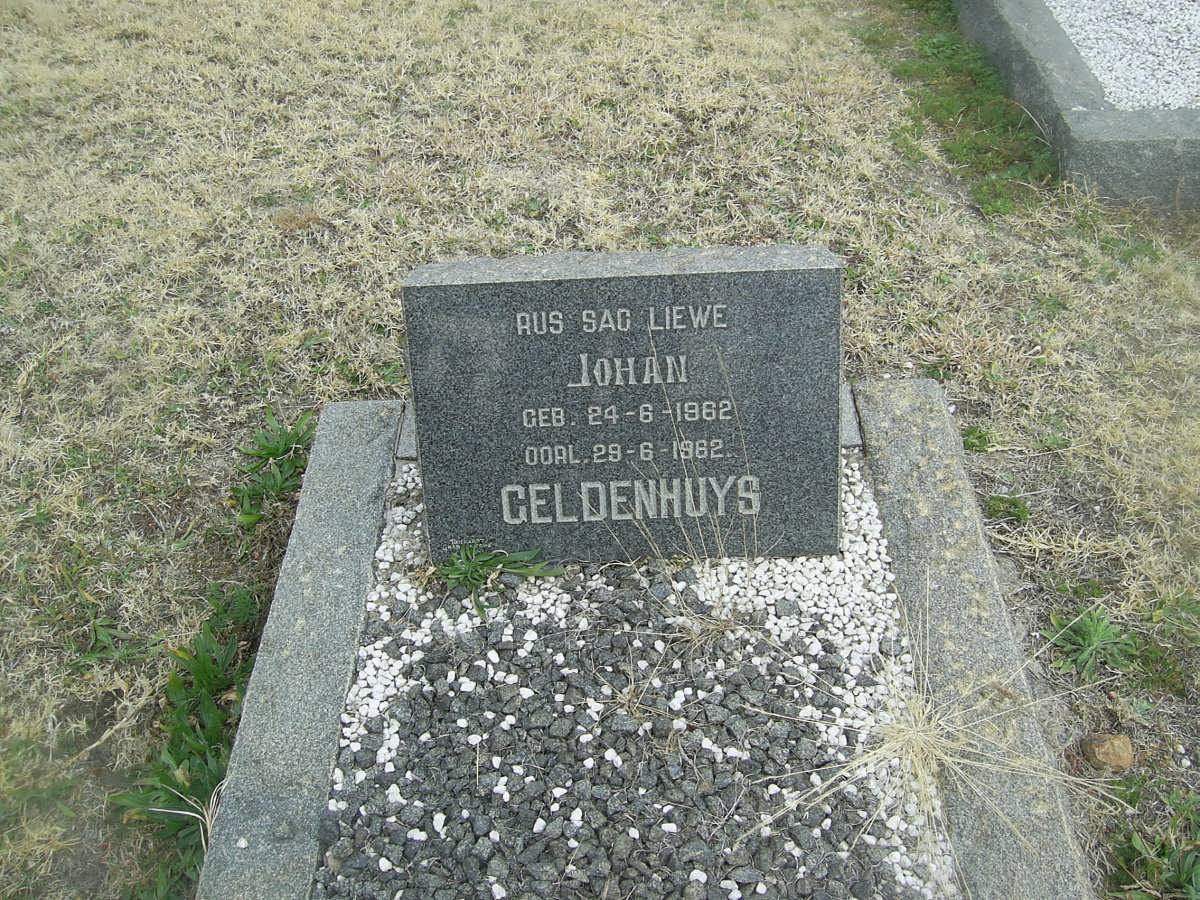 RUS SAG LIEWE
JOHAN
GEB. 24-6-1962
OORL. 29-6-1962.
GELDENHUYS